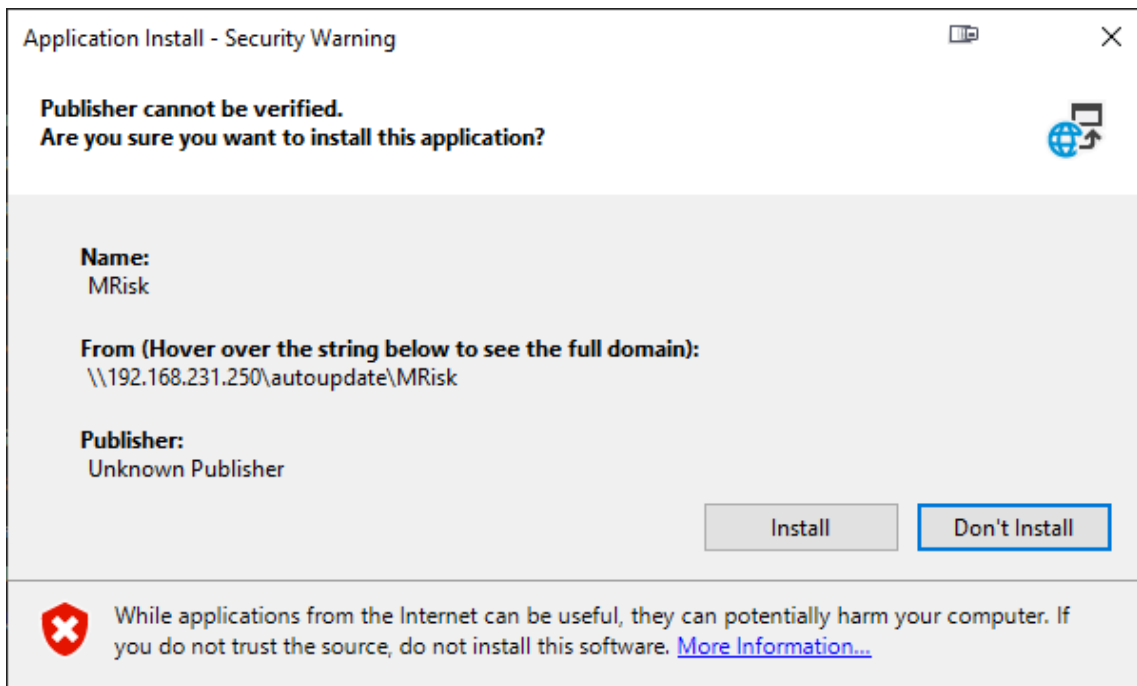 Application Install - Security Warning
Publisher cannot be verified.
Are you sure you want to install this application?
Name:
MRisk
From (Hover over the string below to see the full domain):
\\192.168.231.250\autoupdate\MRisk
Publisher:
Unknown Publisher
Install
Don't Install
While applications from the Internet can be useful, they can potentially harm your computer. If
you do not trust the source, do not install this software. More Information...